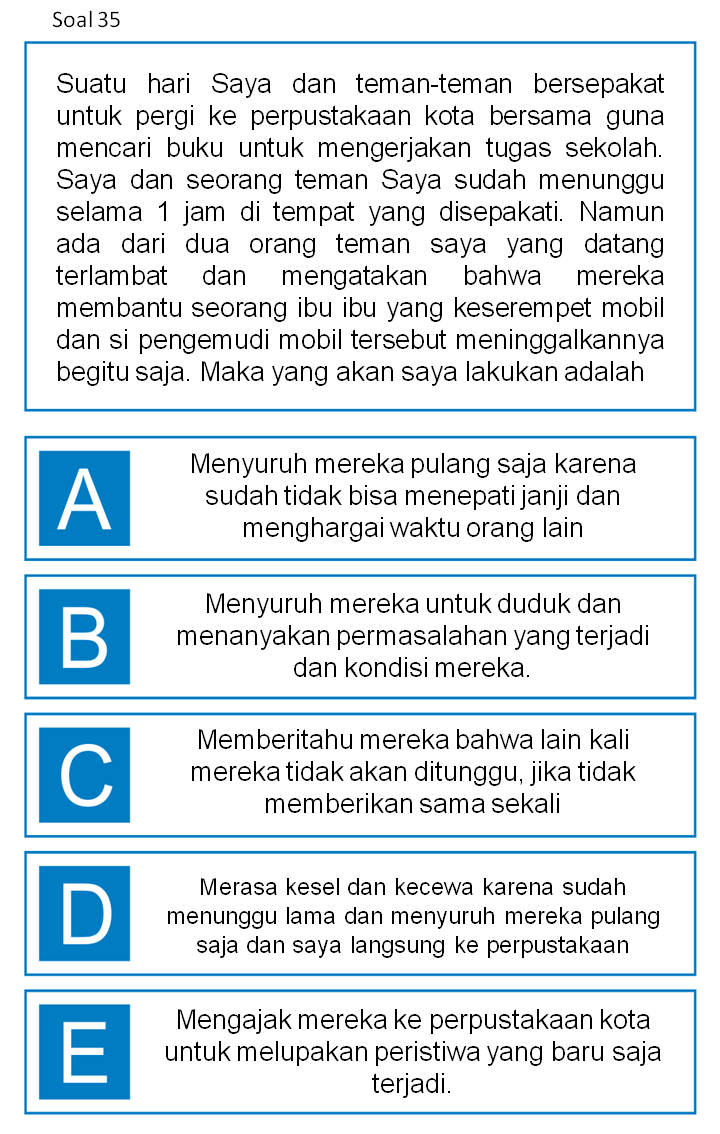 Soal 35
Suatu hari Saya dan teman-teman bersepakat
untuk pergi ke perpustakaan kota bersama guna
mencari buku untuk mengerjakan tugas sekolah.
Saya dan seorang teman Saya sudah menunggu
selama 1 jam di tempat yang disepakati. Namun
ada dari dua orang teman saya yang datang
terlambat dan mengatakan bahwa mereka
membantu seorang ibu ibu yang keserempet mobil
dan si pengemudi mobil tersebut meninggalkannya
begitu saja. Maka yang akan saya lakukan adalah
A
Menyuruh mereka pulang saja karena
sudah tidak bisa menepati janji dan
menghargai waktu orang lain
B
Menyuruh mereka untuk duduk dan
menanyakan permasalahan yang terjadi
dan kondisi mereka.
C
Memberitahu mereka bahwa lain kali
mereka tidak akan ditunggu, jika tidak
memberikan sama sekali
D
Merasa kesel dan kecewa karena sudah
menunggu lama dan menyuruh mereka pulang
saja dan saya langsung ke perpustakaan
E
Mengajak mereka ke perpustakaan kota
untuk melupakan peristiwa yang baru saja
terjadi.